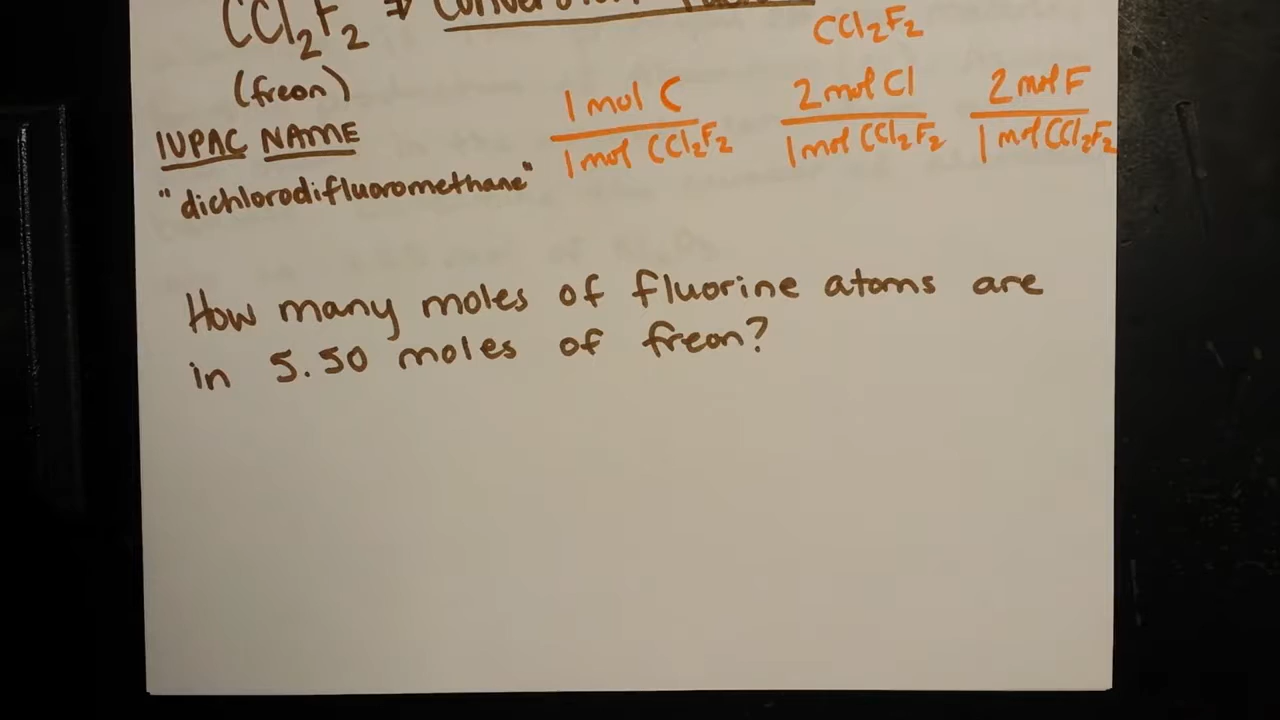 CCl₂F₂ ⇒ Conversion
CCl₂F₂
(freon)
1 mol C 2 mol Cl 2 mol F
1 mol CCl₂F₂ 1 mol CCl₂F₂ 1 mol CCl₂F₂
IUPAC NAME
"dichlorodifluoromethane"
How many moles of fluorine atoms are
in 5.50 moles of freon?